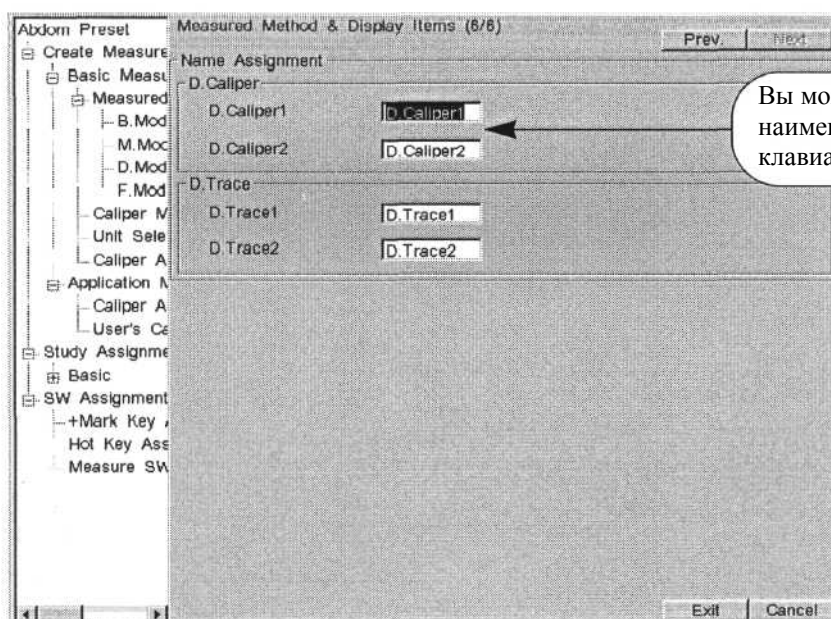 Abdom Preset
Create Measure
Basic Measu
Measured
B.Mod
M.Moc
D.Mod
F.Mod
Caliper M
Unit Sele
Caliper A
Application M
Caliper A
User's Ca
Study Assignme
Basic
SW Assignment
+Mark Key
Hot Key Ass
Measure SW
Measured Method & Display Items (6/6)
Prev. Next
Name Assignment
D.Caliper
D.Caliper1 D.Caliper1
D.Caliper2 D.Caliper2
D.Trace
D.Trace1 D.Trace1
D.Trace2 D.Trace2
Вы мо
наимен
клавиа
Exit Cancel